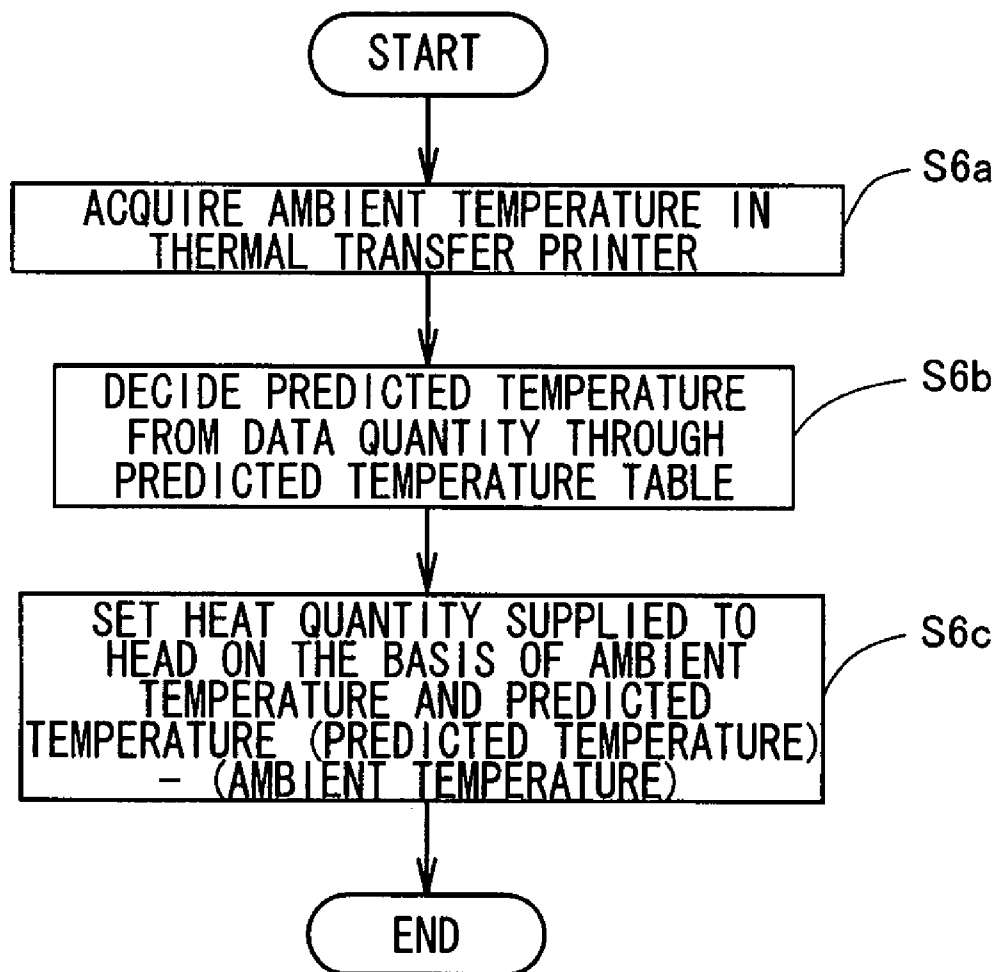 START
S6a
ACQUIRE AMBIENT TEMPERATURE IN
THERMAL TRANSFER PRINTER
S6b
DECIDE PREDICTED TEMPERATURE
FROM DATA QUANTITY THROUGH
PREDICTED TEMPERATURE TABLE
S6c
SET HEAT QUANTITY SUPPLIED TO
HEAD ON THE BASIS OF AMBIENT
TEMPERATURE AND PREDICTED
TEMPERATURE (PREDICTED TEMPERATURE)
- (AMBIENT TEMPERATURE)
END